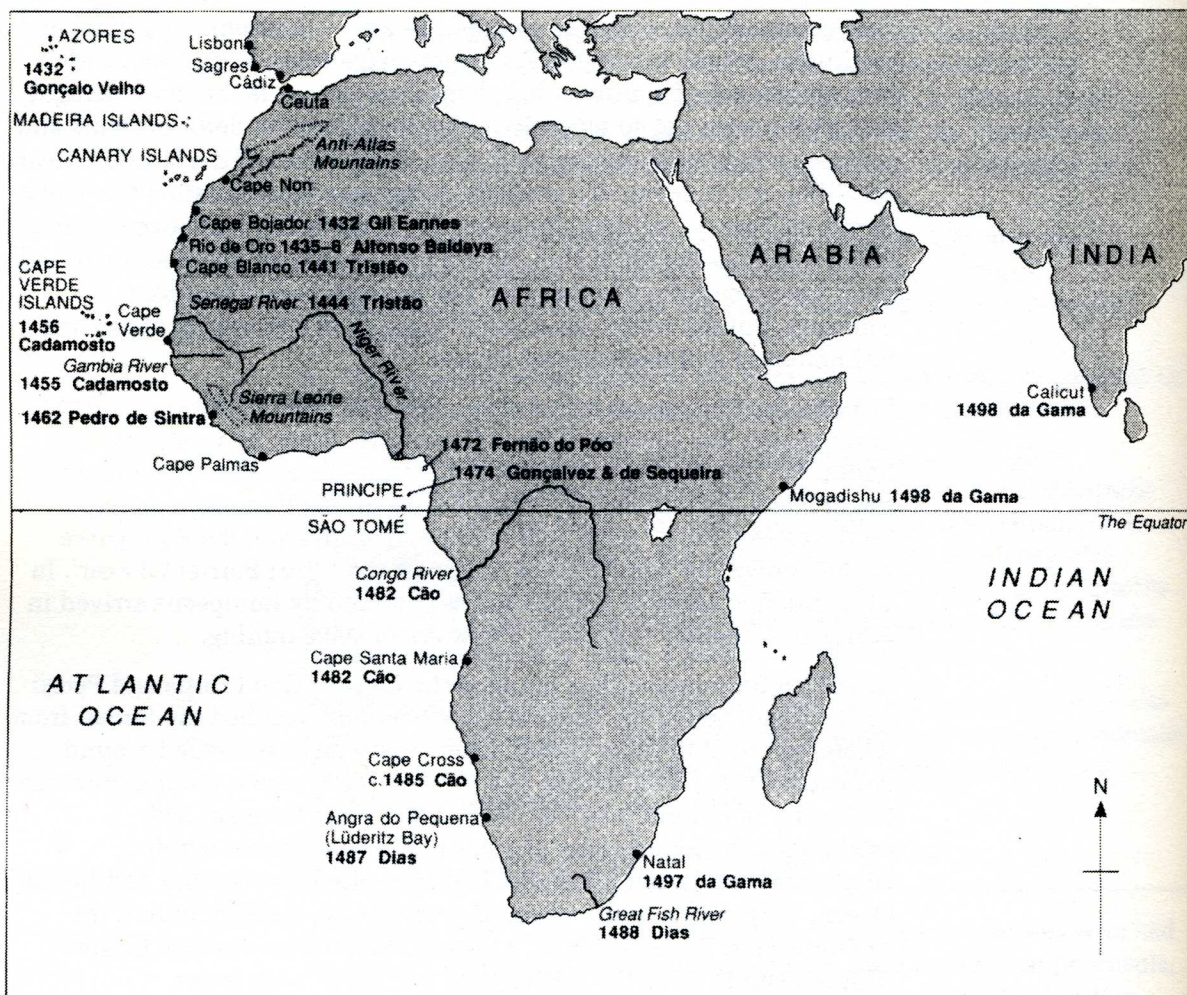 AZORES
1432
Gonçalo Velho
Lisbon
Sagres
Cádiz
Ceuta
MADEIRA ISLANDS
CANARY ISLANDS
Anti-Atlas
Mountains
Cape Non
Cape Bojador 1432 Gil Eannes
Rio de Oro 1435–6 Alfonso Baldaya
Cape Blanco 1441 Tristão
CAPE
VERDE
ISLANDS
Cape
Verde
1456
Cadamosto
Senegal River 1444 Tristão
AFRICA
ARABIA
INDIA
Niger River
Gambia River
1455 Cadamosto
Sierra Leone
Mountains
1462 Pedro de Sintra
Cape Palmas
Calicut
1498 da Gama
1472 Fernão do Póo
1474 Gonçalvez & de Sequeira
PRINCIPE
SÃO TOMÉ
Mogadishu 1498 da Gama
The Equator
Congo River
1482 Cão
INDIAN
OCEAN
Cape Santa Maria
1482 Cão
ATLANTIC
OCEAN
Cape Cross
c.1485 Cão
Angra do Pequena
(Lüderitz Bay)
1487 Dias
Natal
1497 da Gama
Great Fish River
1488 Dias
N